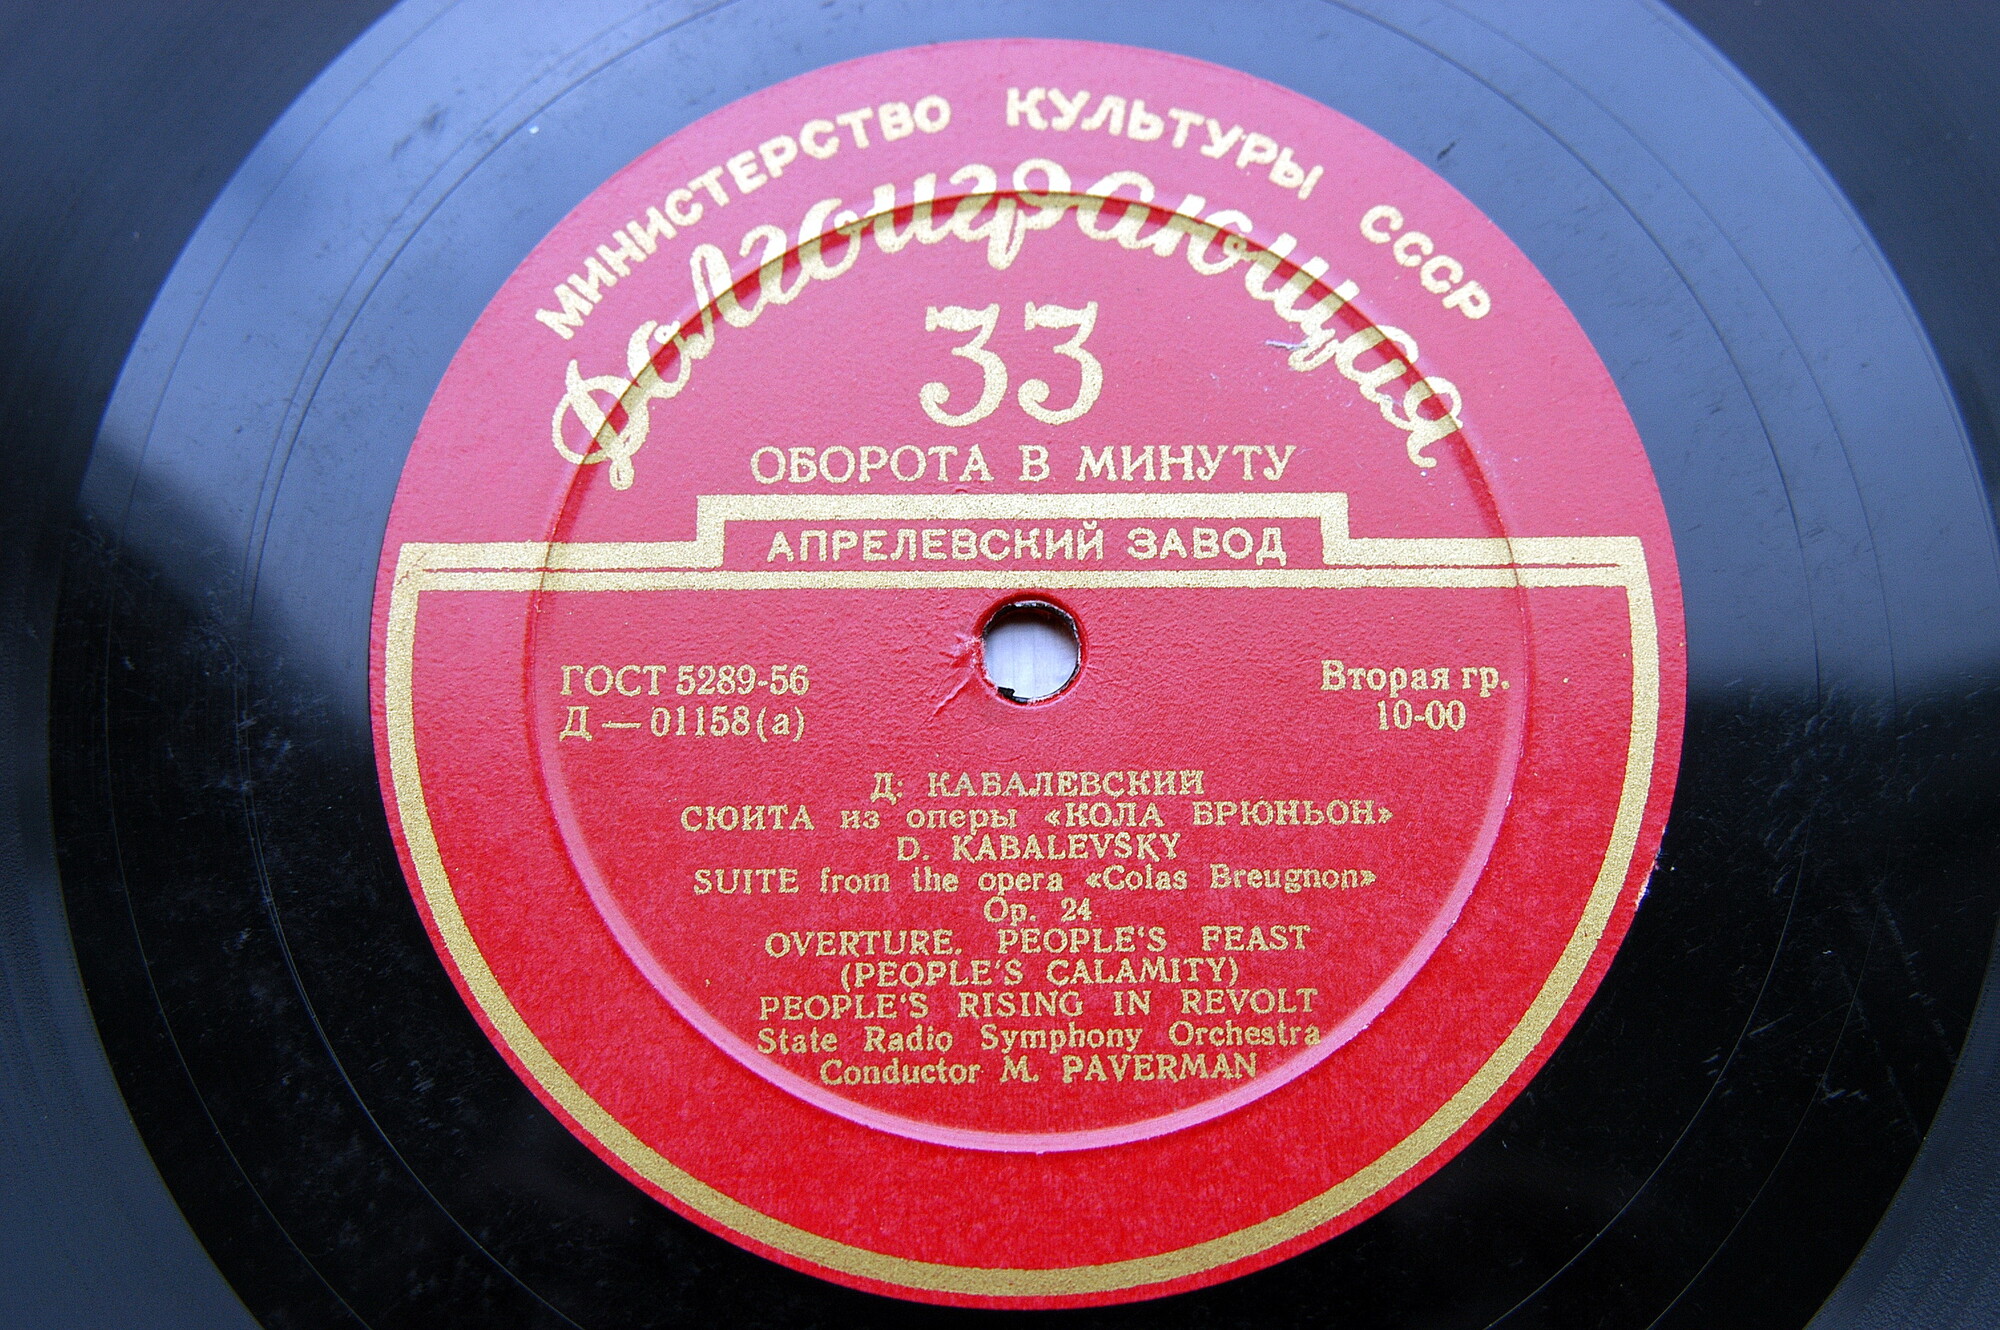 МИНИСТЕРСТВО КУЛЬТУРЫ СССР
Долгоиграющая
33
ОБОРОТА В МИНУТУ
АПРЕЛЕВСКИЙ ЗАВОД
ГОСТ 5289-56
Д — 01158(а)
Вторая гр.
10-00
Д: КАБАЛЕВСКИЙ
СЮИТА из оперы «КОЛА БРЮНЬОН»
D. KABALEVSKY
SUITE from the opera «Colas Breugnon»
Op. 24
OVERTURE. PEOPLE'S FEAST
(PEOPLE'S CALAMITY)
PEOPLE'S RISING IN REVOLT
State Radio Symphony Orchestra
Conductor M. PAVERMAN